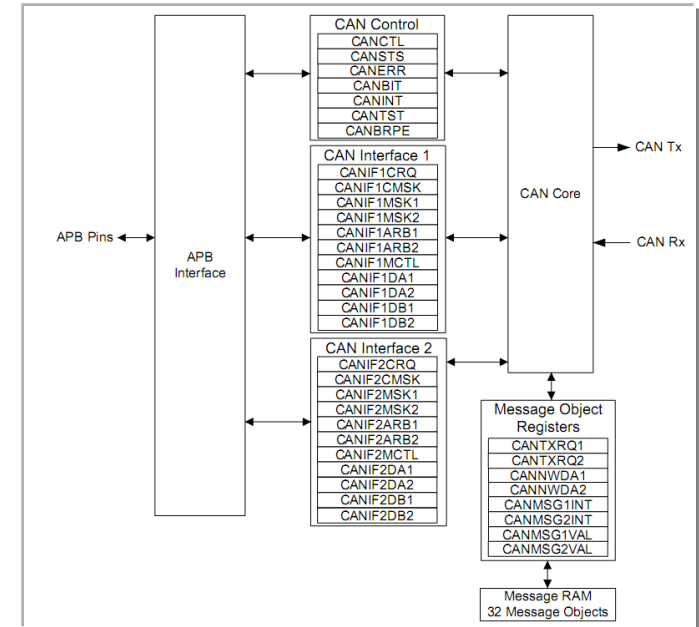 CAN Control
CANCTL
CANSTS
CANERR
CANBIT
CANINT
CANTST
CANBRPE
CAN Interface 1
CANIF1CRQ
CANIF1CMSK
CANIF1MSK1
CANIF1MSK2
CANIF1ARB1
CANIF1ARB2
CANIF1MCTL
CANIF1DA1
CANIF1DA2
CANIF1DB1
CANIF1DB2
CAN Interface 2
CANIF2CRQ
CANIF2CMSK
CANIF2MSK1
CANIF2MSK2
CANIF2ARB1
CANIF2ARB2
CANIF2MCTL
CANIF2DA1
CANIF2DA2
CANIF2DB1
CANIF2DB2
APB Pins
APB
Interface
CAN Core
CAN Tx
CAN Rx
Message Object
Registers
CANTXRQ1
CANTXRQ2
CANNWDA1
CANNWDA2
CANMSG1INT
CANMSG2INT
CANMSG1VAL
CANMSG2VAL
Message RAM
32 Message Objects